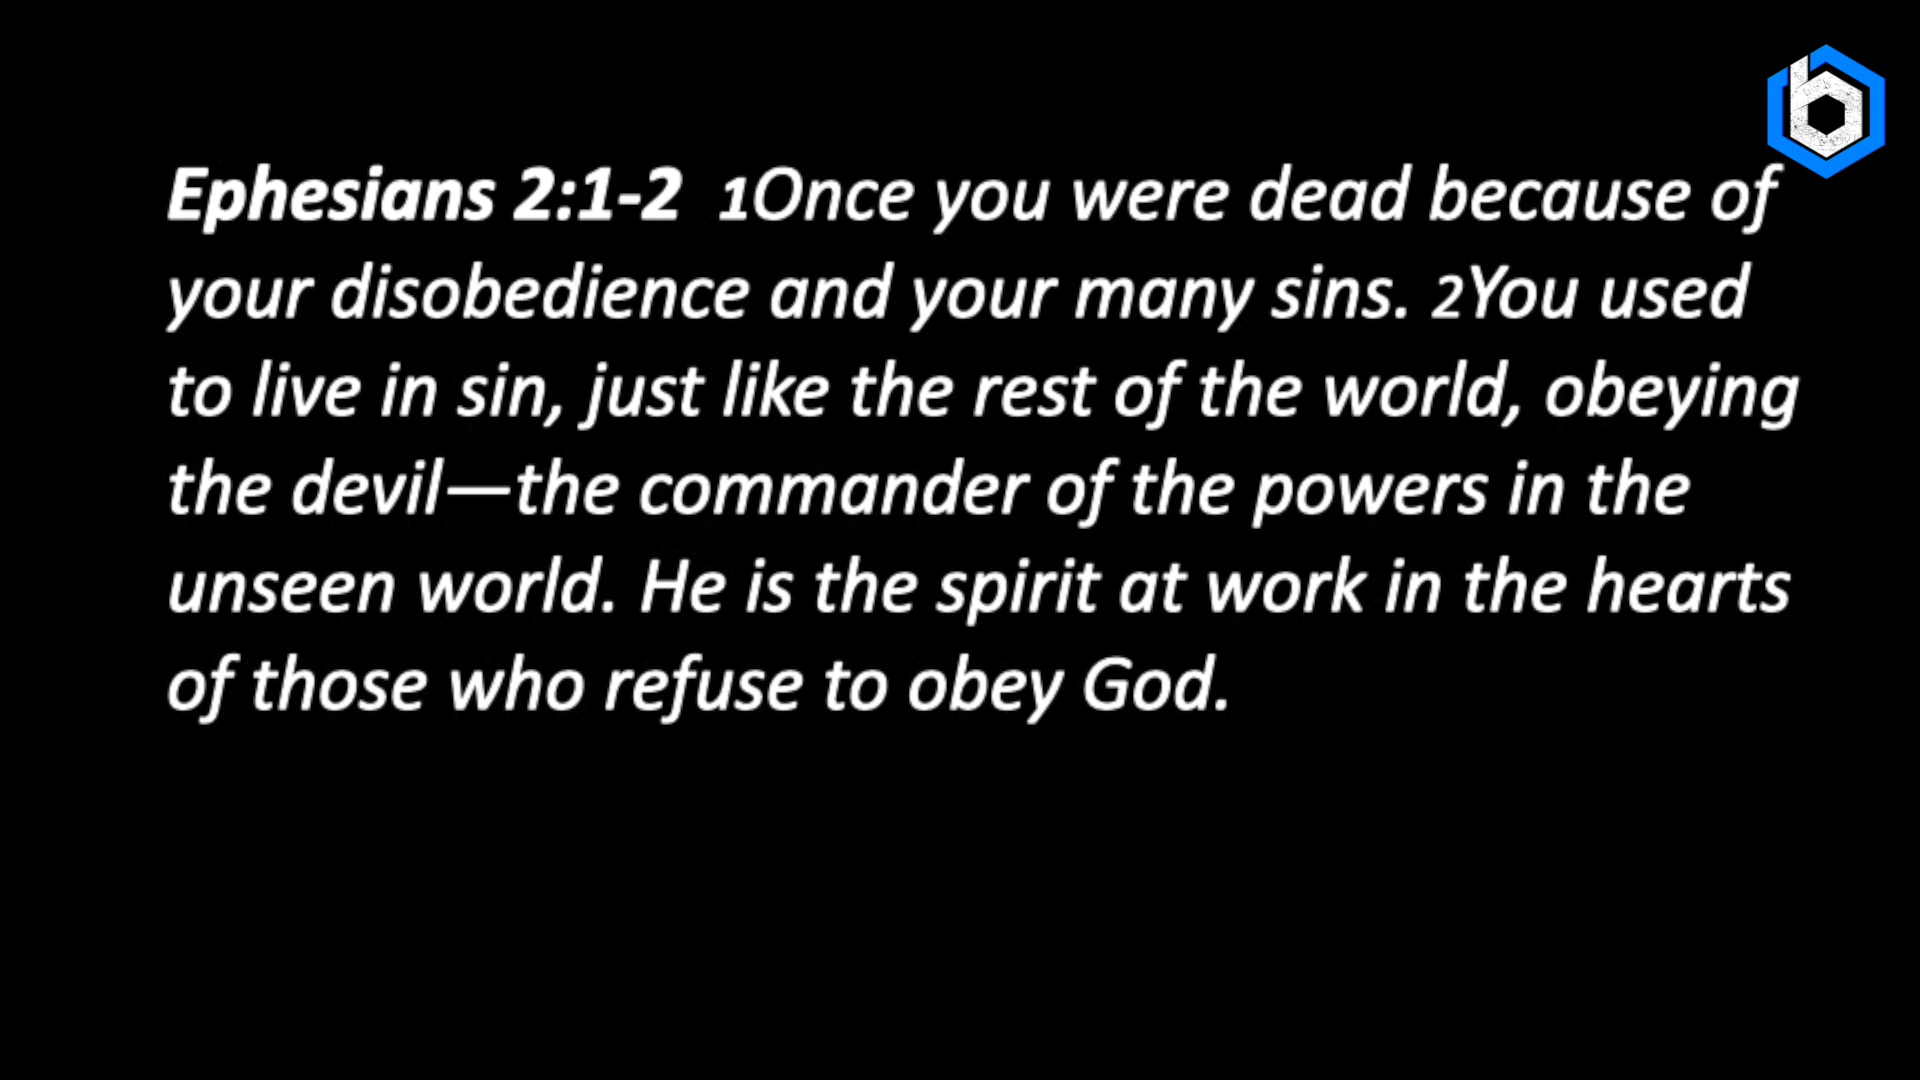 Ephesians 2:1-2 1Once you were dead because of
your disobedience and your many sins. 2You used
to live in sin, just like the rest of the world, obeying
the devil—the commander of the powers in the
unseen world. He is the spirit at work in the hearts
of those who refuse to obey God.